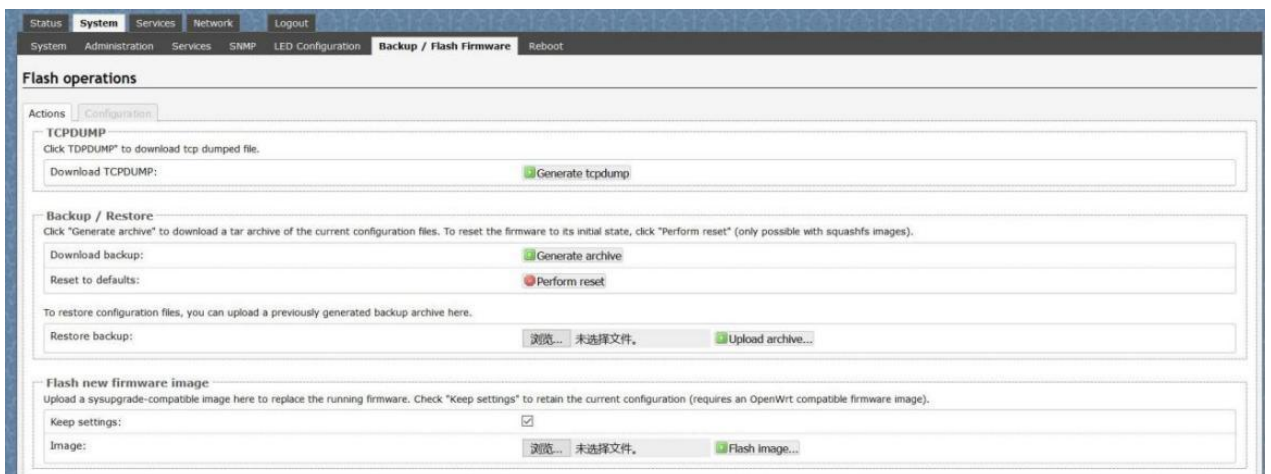 Status System Services Network Logout
System Administration Services SNMP LED Configuration Backup / Flash Firmware Reboot
Flash operations
Actions Configuration
TCPDUMP
Click TDPDUMP" to download tcp dumped file.
Download TCPDUMP: Generate tcpdump
Backup / Restore
Click "Generate archive" to download a tar archive of the current configuration files. To reset the firmware to its initial state, click "Perform reset" (only possible with squashfs images).
Download backup: Generate archive
Reset to defaults: Perform reset
To restore configuration files, you can upload a previously generated backup archive here.
Restore backup: 浏览... 未选择文件。 Upload archive...
Flash new firmware image
Upload a sysupgrade-compatible image here to replace the running firmware. Check "Keep settings" to retain the current configuration (requires an OpenWrt compatible firmware image).
Keep settings:
Image: 浏览... 未选择文件。 Flash image...